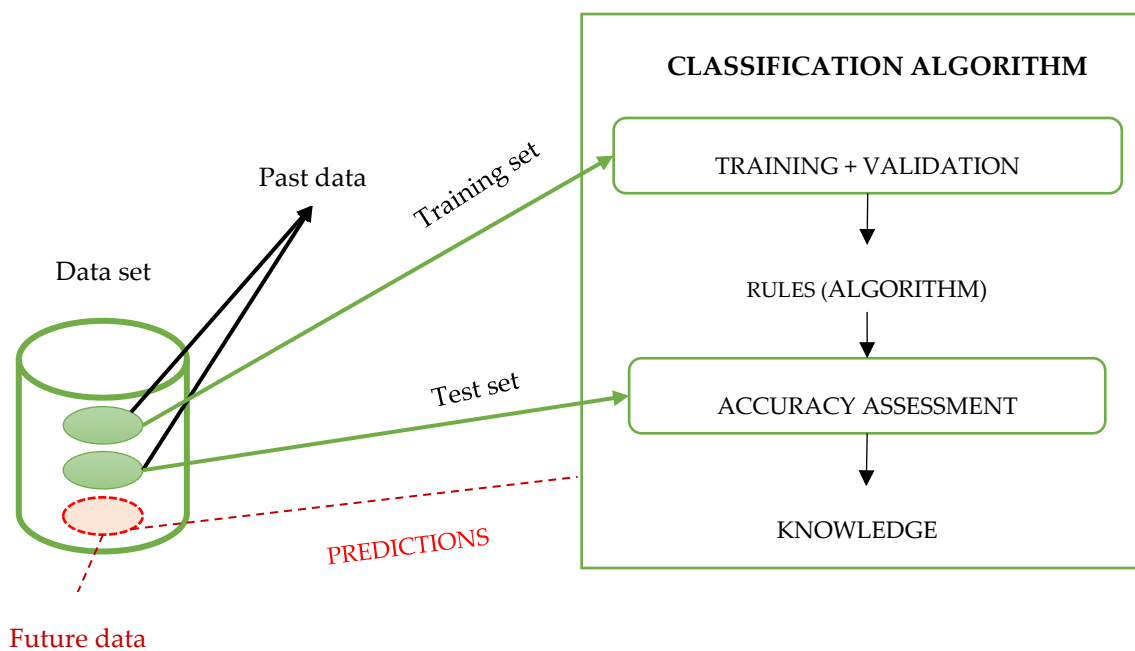 CLASSIFICATION ALGORITHM
Training set
TRAINING + VALIDATION
Past data
Data set
RULES (ALGORITHM)
Test set
ACCURACY ASSESSMENT
PREDICTIONS
KNOWLEDGE
Future data